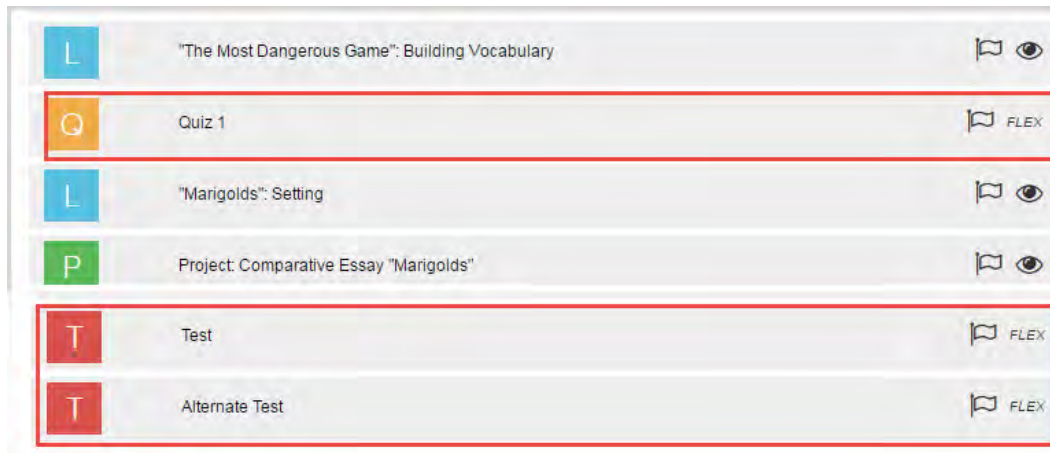 L "The Most Dangerous Game": Building Vocabulary
Q Quiz 1 FLEX
L "Marigolds": Setting
P Project: Comparative Essay "Marigolds"
T Test FLEX
T Alternate Test FLEX